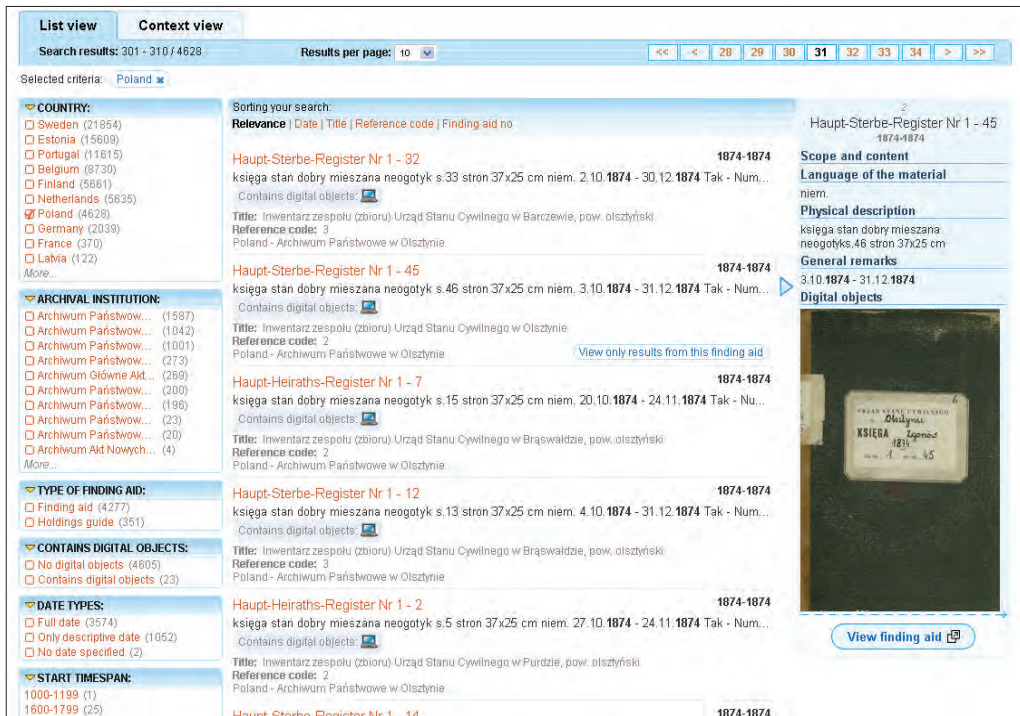 List view Context view
Search results: 301 - 310 / 4628 Results per page: 10 << < 28 29 30 31 32 33 34 > >>
Selected criteria: Poland x
COUNTRY:
Sweden (21854)
Estonia (15609)
Portugal (11615)
Belgium (8730)
Finland (5661)
Netherlands (5635)
Poland (4628)
Germany (2039)
France (370)
Latvia (122)
More...
ARCHIVAL INSTITUTION:
Archiwum Państwow... (1587)
Archiwum Państwow... (1042)
Archiwum Państwow... (1001)
Archiwum Państwow... (273)
Archiwum Główne Akt... (269)
Archiwum Państwow... (200)
Archiwum Państwow... (196)
Archiwum Państwow... (23)
Archiwum Państwow... (20)
Archiwum Akt Nowych... (4)
More...
TYPE OF FINDING AID:
Finding aid (4277)
Holdings guide (351)
CONTAINS DIGITAL OBJECTS:
No digital objects (4605)
Contains digital objects (23)
DATE TYPES:
Full date (3574)
Only descriptive date (1052)
No date specified (2)
START TIMESPAN:
1000-1199 (1)
1600-1799 (25)
Sorting your search:
Relevance | Date | Title | Reference code | Finding aid no
Haupt-Sterbe-Register Nr 1 - 32 1874-1874
księga stan dobry mieszana neogotyk s.33 stron 37x25 cm niem. 2.10.1874 - 30.12.1874 Tak - Num...
Contains digital objects:
Title: Inwentarz zespołu (zbioru) Urząd Stanu Cywilnego w Barczewie, pow. olsztyński
Reference code: 3
Poland - Archiwum Państwowe w Olsztynie
Haupt-Sterbe-Register Nr 1 - 45 1874-1874
księga stan dobry mieszana neogotyk s.46 stron 37x25 cm niem. 3.10.1874 - 31.12.1874 Tak - Num...
Contains digital objects:
Title: Inwentarz zespołu (zbioru) Urząd Stanu Cywilnego w Olsztynie
Reference code: 2
Poland - Archiwum Państwowe w Olsztynie View only results from this finding aid
Haupt-Heiraths-Register Nr 1 - 7 1874-1874
księga stan dobry mieszana neogotyk s.15 stron 37x25 cm niem. 20.10.1874 - 24.11.1874 Tak - Nu...
Contains digital objects:
Title: Inwentarz zespołu (zbioru) Urząd Stanu Cywilnego w Brąswałdzie, pow. olsztyński
Reference code: 2
Poland - Archiwum Państwowe w Olsztynie
Haupt-Sterbe-Register Nr 1 - 12 1874-1874
księga stan dobry mieszana neogotyk s.13 stron 37x25 cm niem. 4.10.1874 - 31.12.1874 Tak - Num...
Contains digital objects:
Title: Inwentarz zespołu (zbioru) Urząd Stanu Cywilnego w Brąswałdzie, pow. olsztyński
Reference code: 3
Poland - Archiwum Państwowe w Olsztynie
Haupt-Heiraths-Register Nr 1 - 2 1874-1874
księga stan dobry mieszana neogotyk s.5 stron 37x25 cm niem. 27.10.1874 - 24.11.1874 Tak - Num...
Contains digital objects:
Title: Inwentarz zespołu (zbioru) Urząd Stanu Cywilnego w Purdzie, pow. olsztyński
Reference code: 2
Poland - Archiwum Państwowe w Olsztynie
Haupt-Sterbe-Register Nr 1 - 14 1874-1874
2
Haupt-Sterbe-Register Nr 1 - 45
1874-1874
Scope and content
Language of the material
niem.
Physical description
księga stan dobry mieszana
neogotyk s.46 stron 37x25 cm
General remarks
3.10.1874 - 31.12.1874
Digital objects
6
URZĄD STANU CYWILNEGO
Olsztynie
KSIĘGA Zgonów
1874
1 45
View finding aid